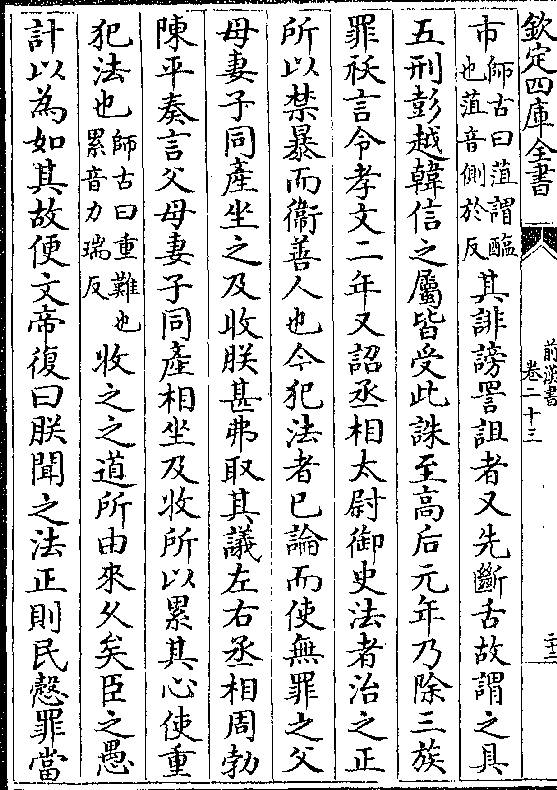 欽定四庫全書
前漢書
卷二十三
二十二
市師古曰葅謂醢也葅音側於反其誹謗詈詛者又先斷舌故謂之具
五刑彭越韓信之屬皆受此誅至高后元年乃除三族
罪祅言令孝文二年又詔丞相太尉御史法者治之正
所以禁暴而衞善人也今犯法者已論而使無罪之父
母妻子同產坐之及收朕甚弗取其議左右丞相周勃
陳平奏言父母妻子同產相坐及收所以累其心使重
犯法也師古曰重難也累音力瑞反收之之道所由來久矣臣之愚
計以為如其故便文帝復曰朕聞之法正則民慤罪當